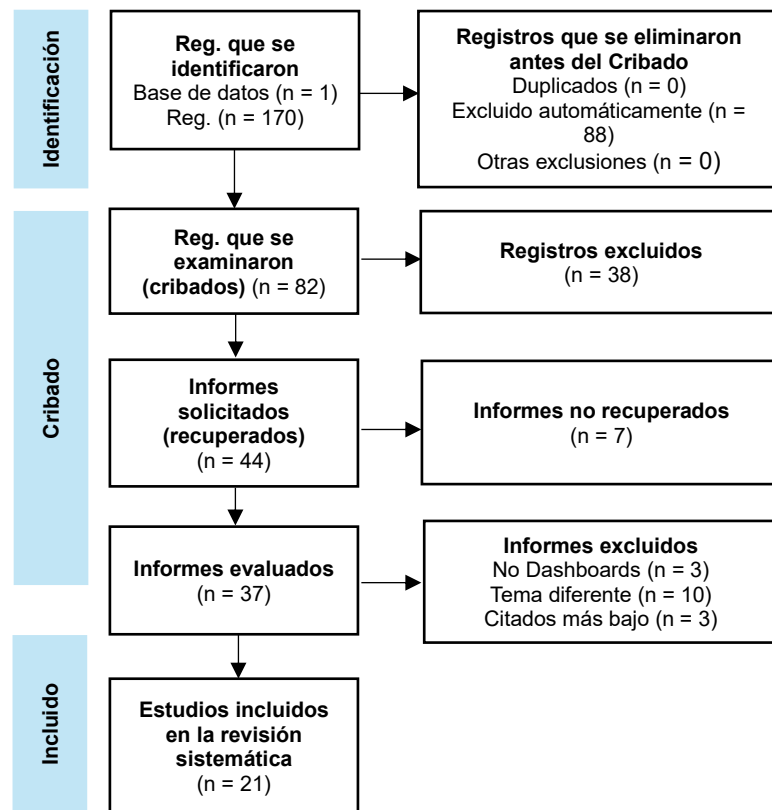 Identificación
Reg. que se
identificaron
Base de datos (n = 1)
Reg. (n = 170)
Registros que se eliminaron
antes del Cribado
Duplicados (n = 0)
Excluido automáticamente (n =
88)
Otras exclusiones (n = 0)
Cribado
Reg. que se
examinaron
(cribados) (n = 82)
Registros excluidos
(n = 38)
Informes
solicitados
(recuperados)
(n = 44)
Informes no recuperados
(n = 7)
Informes evaluados
(n = 37)
Informes excluidos
No Dashboards (n = 3)
Tema diferente (n = 10)
Citados más bajo (n = 3)
Incluido
Estudios incluidos
en la revisión
sistemática
(n = 21)